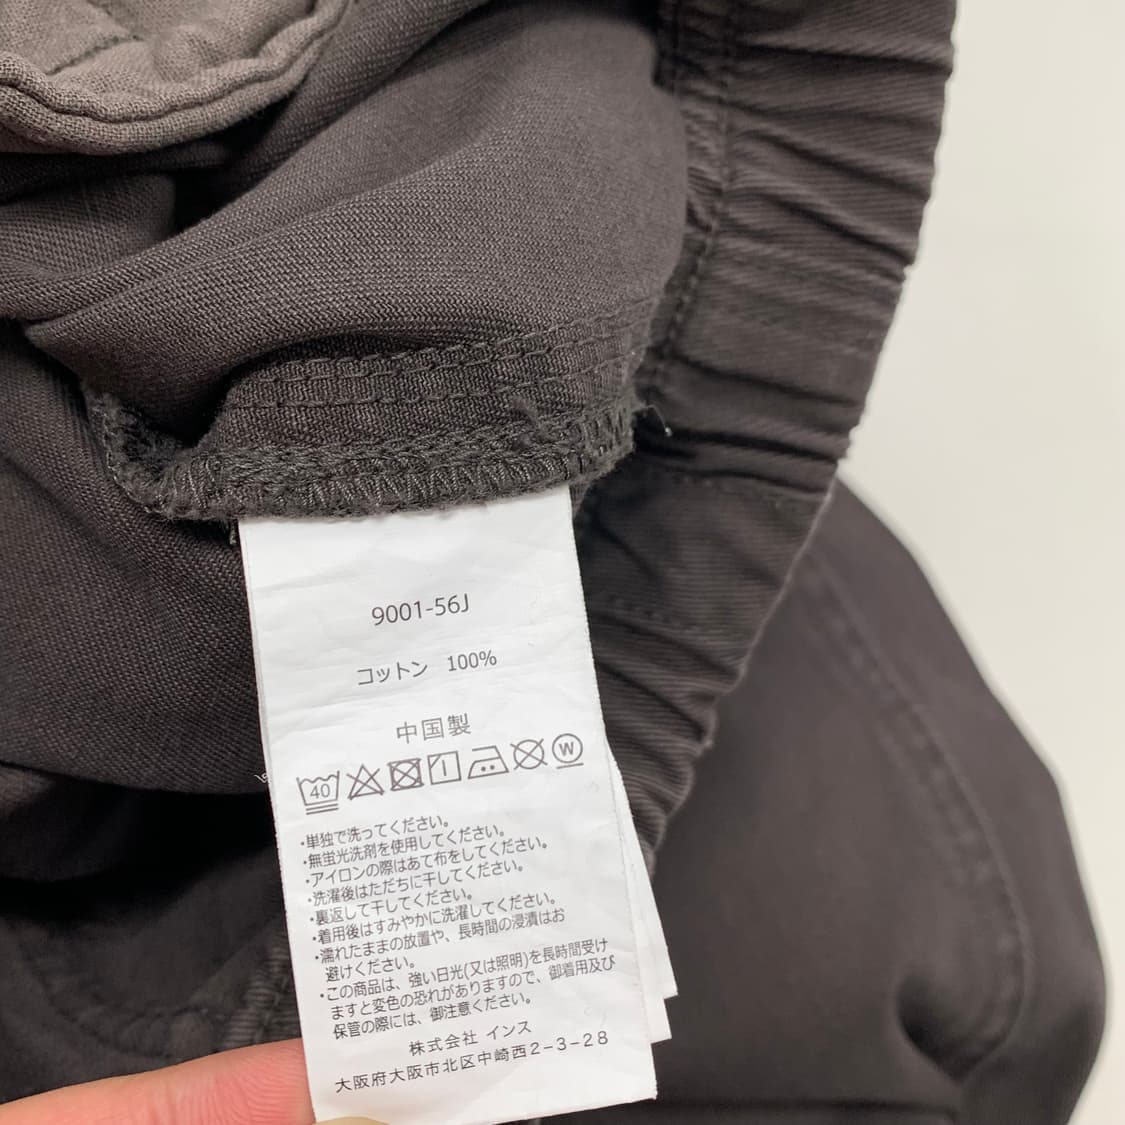 9001-56J
コットン 100%
中国製
40 W
・単独で洗ってください。
・無蛍光洗剤を使用してください。
・アイロンの際はあて布をしてください。
・洗濯後はただちに干してください。
・裏返して干してください。
・着用後はすみやかに洗濯してください。
・濡れたままの放置や、長時間の浸漬はお
避けください。
・この商品は、強い日光(又は照明)を長時間受け
ますと変色の恐れがありますので、御着用及び
保管の際には、御注意ください。
株式会社 インス
大阪府大阪市北区中崎西2-3-28